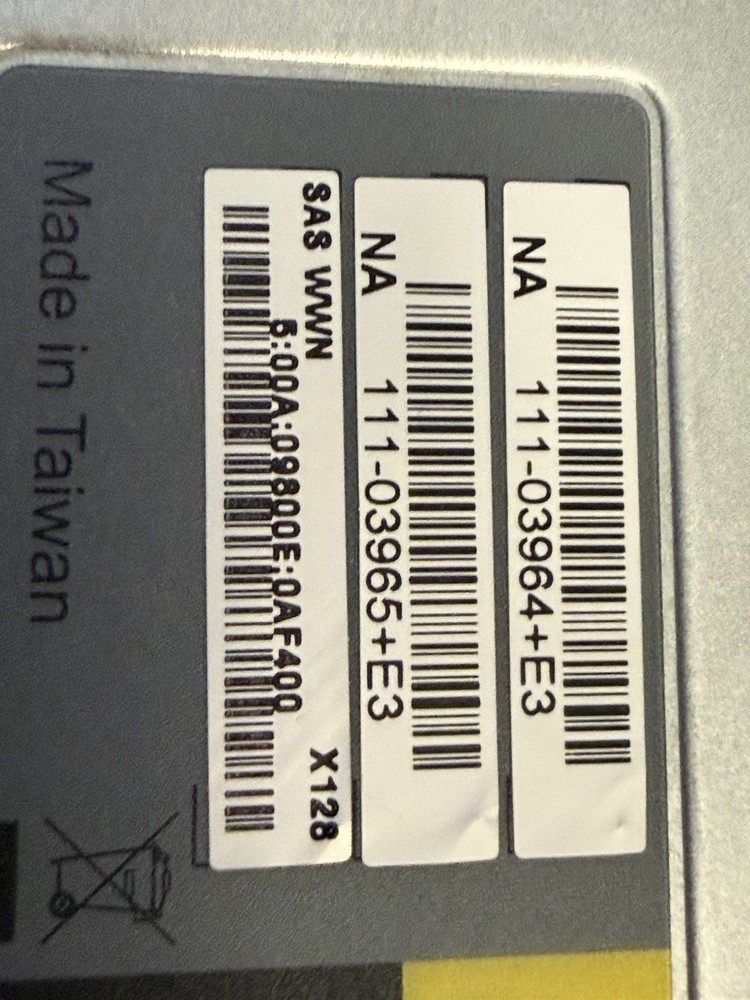 NA 111-03964+E3
NA 111-03965+E3
SAS WWN X128
5:00A:09800E:0AF400
Made in Taiwan